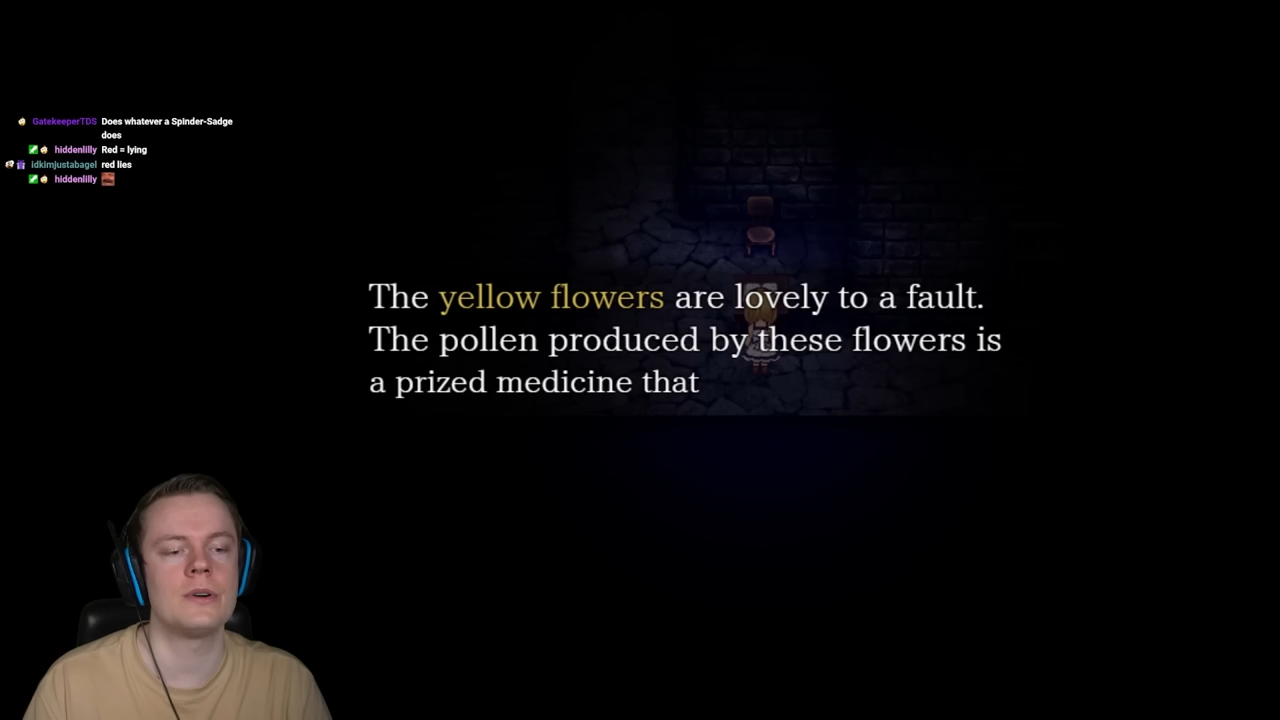 GatekeeperTDS Does whatever a Spinder-Sadge
does
hiddenlilly Red = lying
idkimjustabagel red lies
hiddenlilly
The yellow flowers are lovely to a fault.
The pollen produced by these flowers is
a prized medicine that